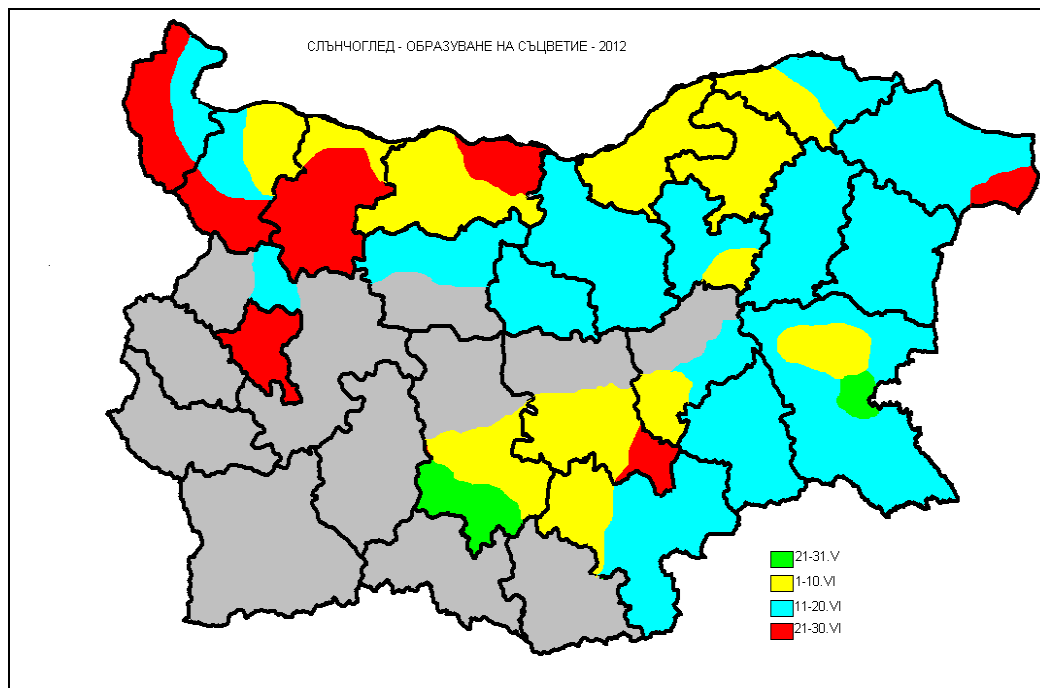 СЛЪНЧОГЛЕД - ОБРАЗУВАНЕ НА СЪЦВЕТИЕ - 2012
21-31.V
1-10.VI
11-20.VI
21-30.VI